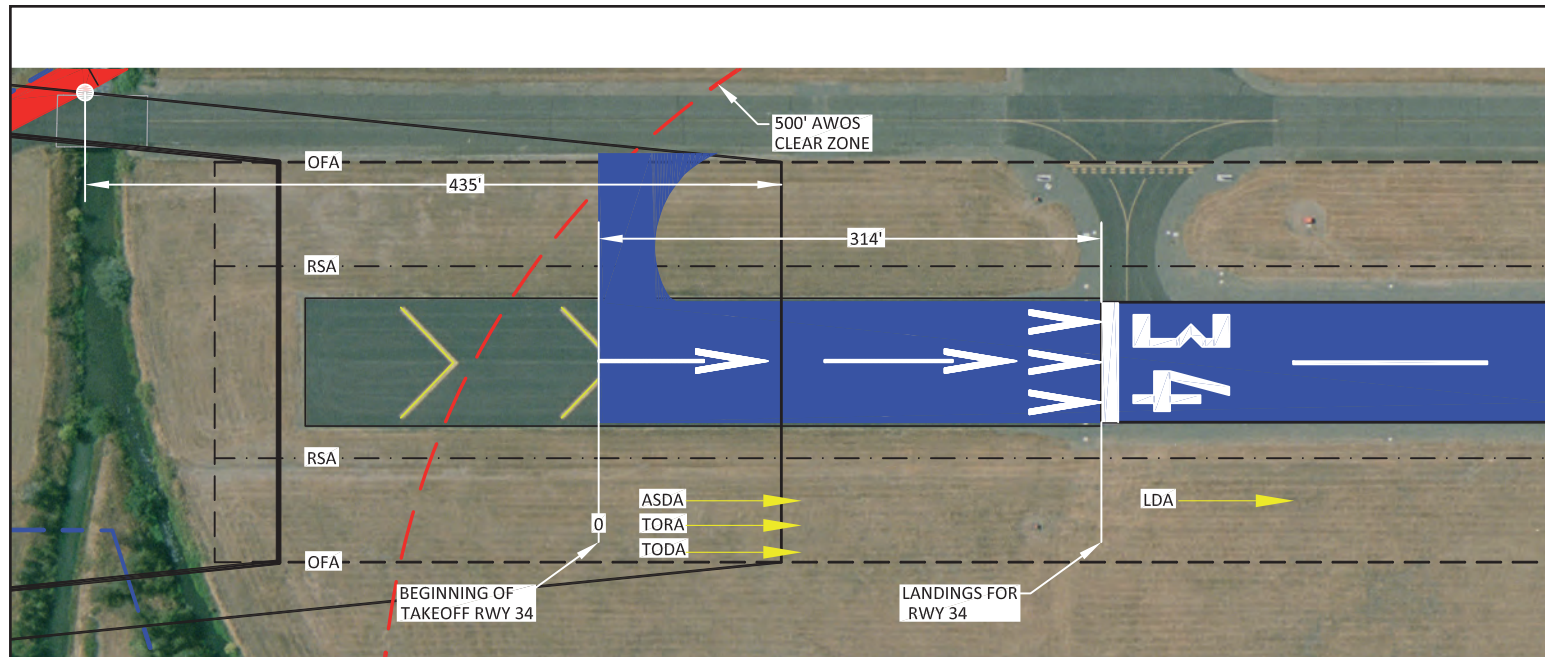 500' AWOS
CLEAR ZONE
OFA
435'
314'
RSA
34
RSA
ASDA
LDA
0
TORA
TODA
OFA
BEGINNING OF
TAKEOFF RWY 34
LANDINGS FOR
RWY 34